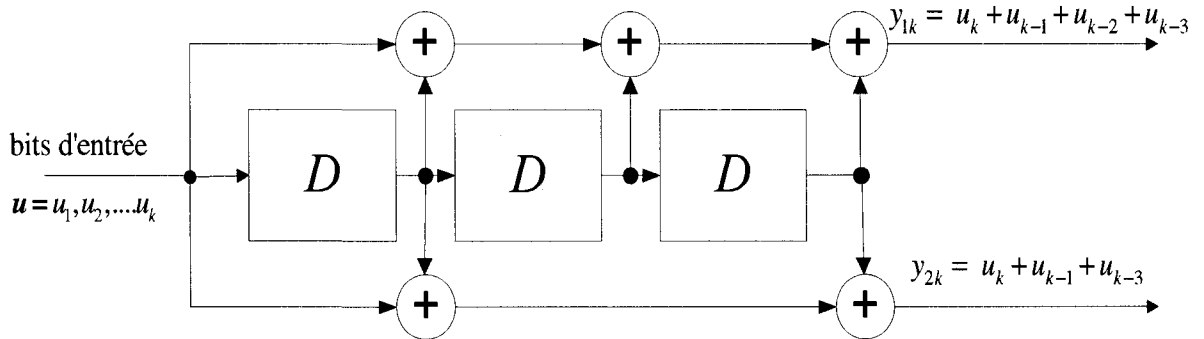 y₁ₖ = uₖ + uₖ₋₁ + uₖ₋₂ + uₖ₋₃
+ + +
bits d'entrée
u = u₁,u₂,....uₖ
D D D
y₂ₖ = uₖ + uₖ₋₁ + uₖ₋₃
+ +